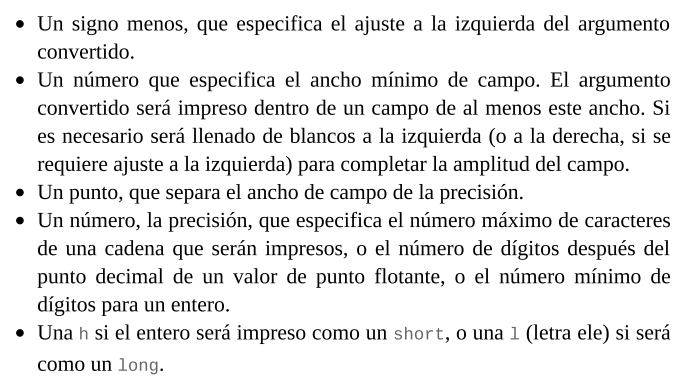 • Un signo menos, que especifica el ajuste a la izquierda del argumento
convertido.
• Un número que especifica el ancho mínimo de campo. El argumento
convertido será impreso dentro de un campo de al menos este ancho. Si
es necesario será llenado de blancos a la izquierda (o a la derecha, si se
requiere ajuste a la izquierda) para completar la amplitud del campo.
• Un punto, que separa el ancho de campo de la precisión.
• Un número, la precisión, que especifica el número máximo de caracteres
de una cadena que serán impresos, o el número de dígitos después del
punto decimal de un valor de punto flotante, o el número mínimo de
dígitos para un entero.
• Una h si el entero será impreso como un short, o una l (letra ele) si será
como un long.